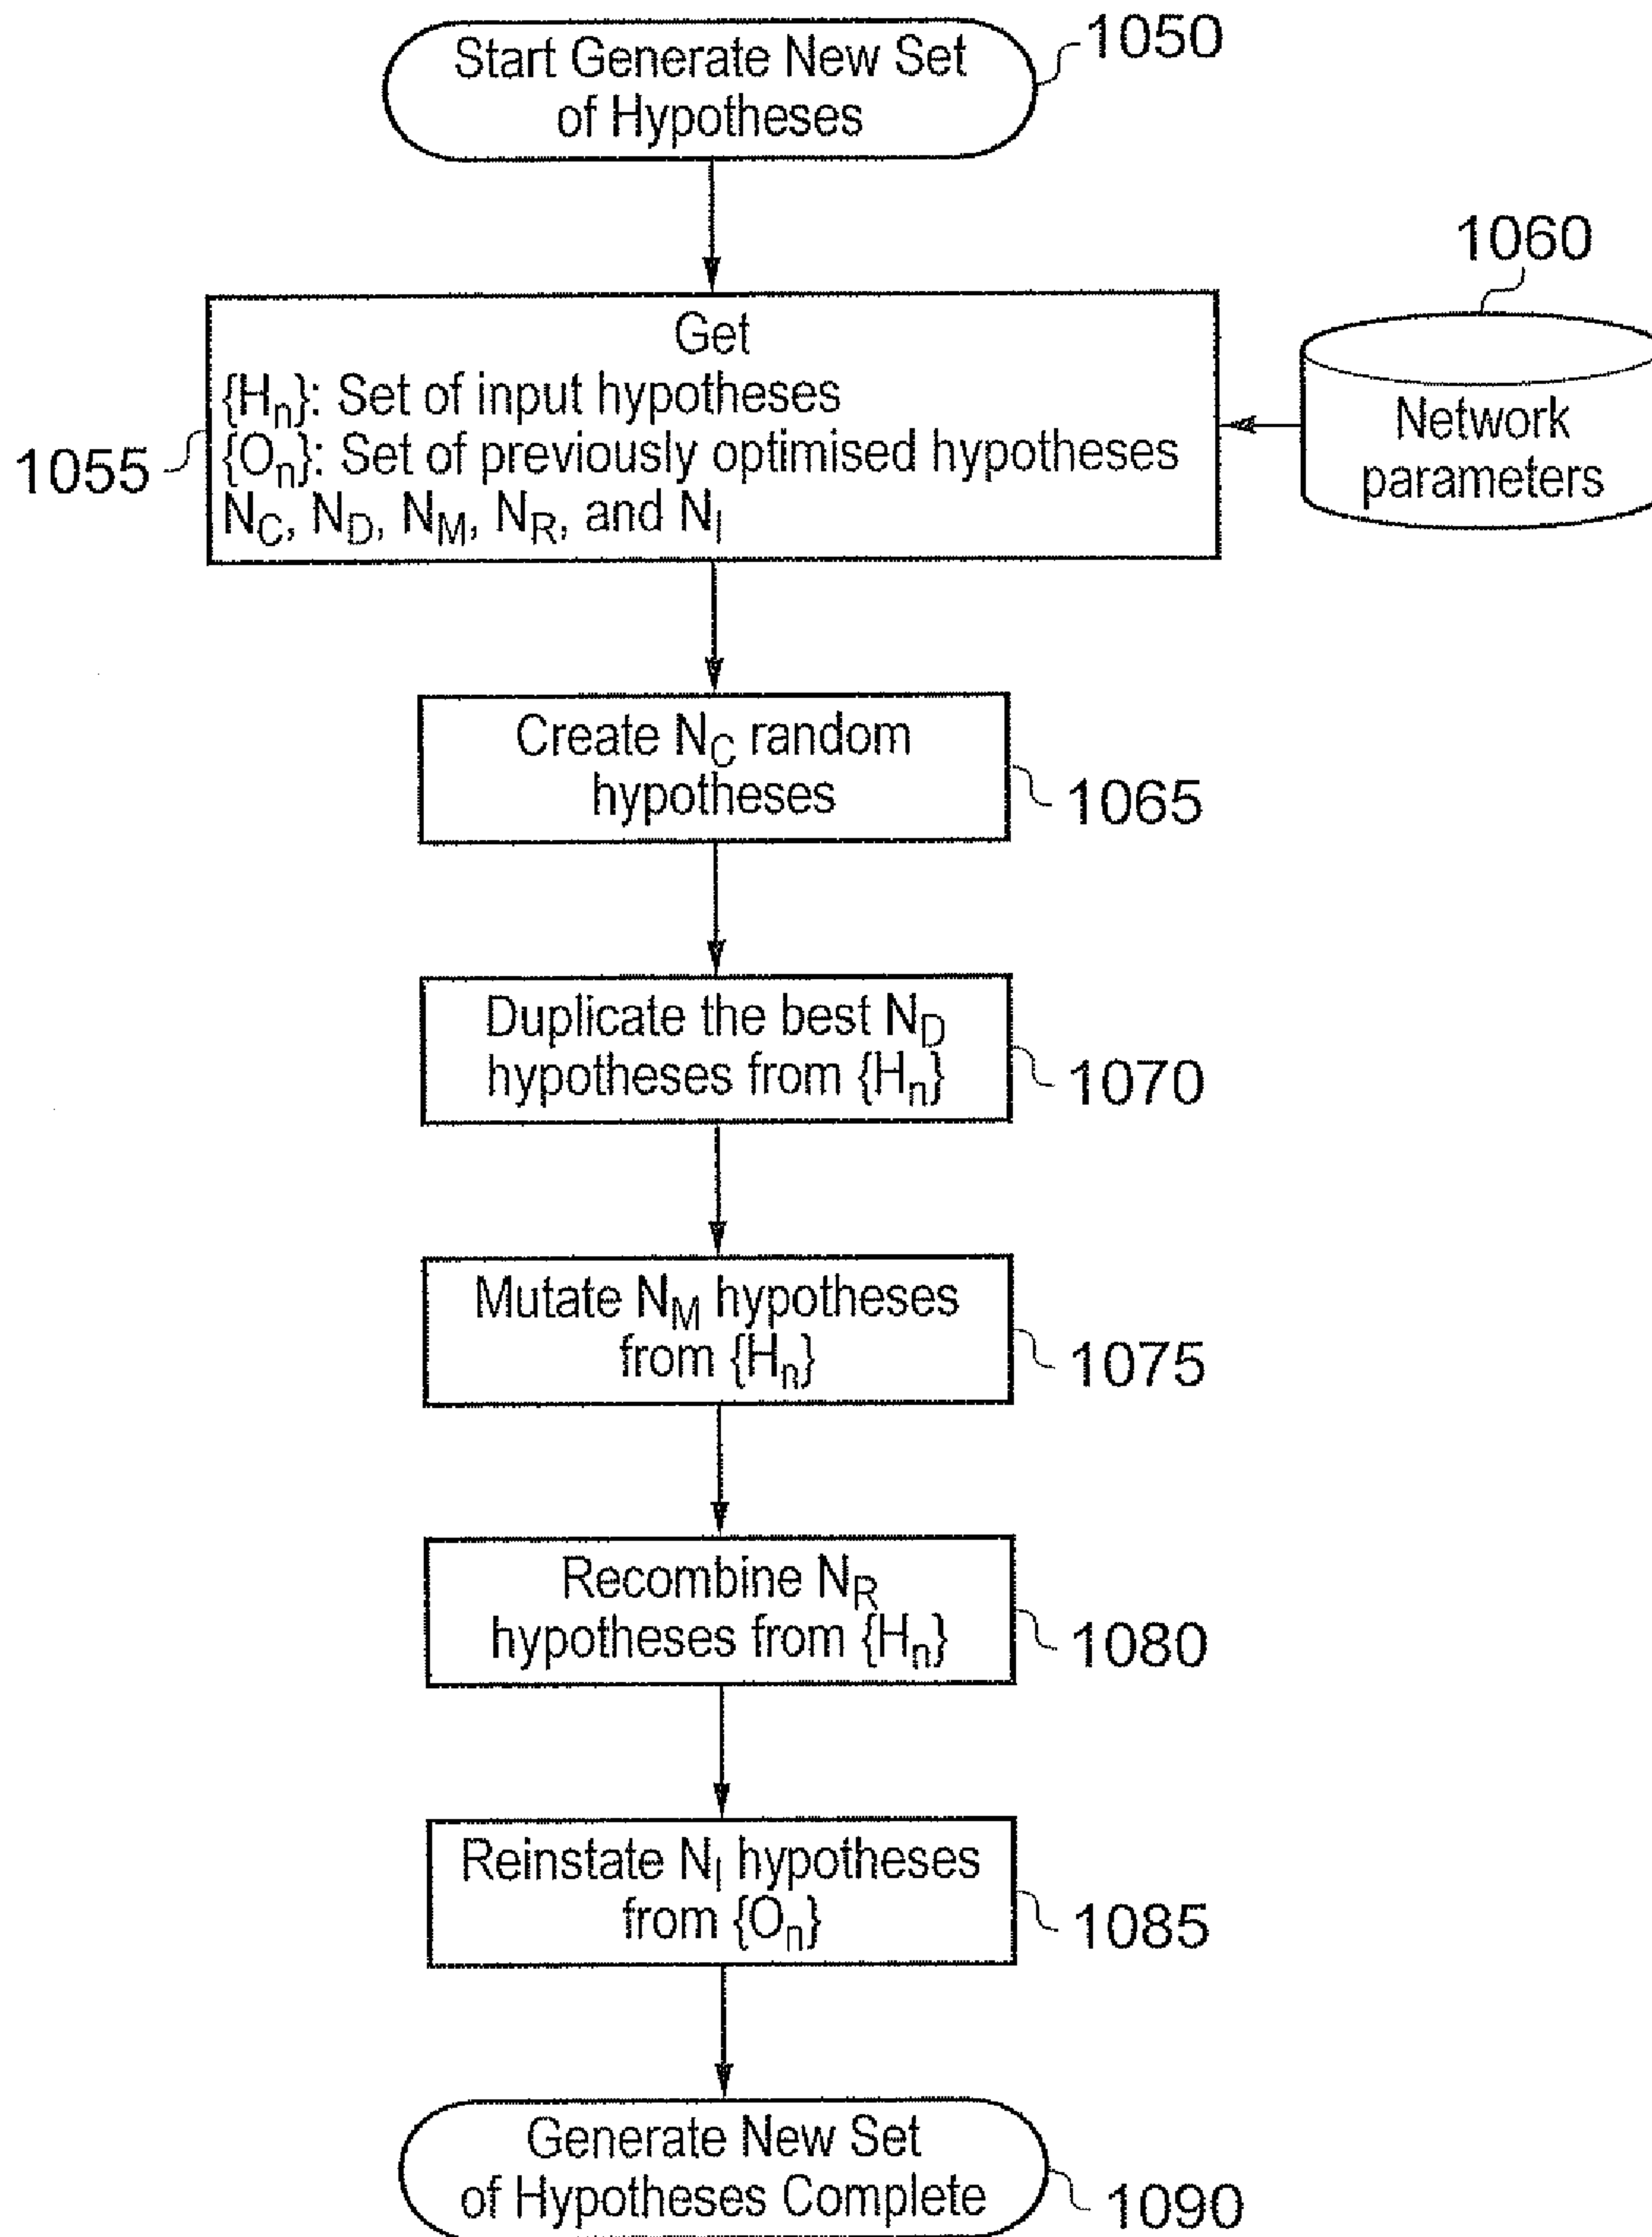 Start Generate New Set
of Hypotheses
1050
1060
Get
{Hn}: Set of input hypotheses
{On}: Set of previously optimised hypotheses
NC, ND, NM, NR, and NI
1055
Network
parameters
Create NC random
hypotheses
1065
Duplicate the best ND
hypotheses from {Hn}
1070
Mutate NM hypotheses
from {Hn}
1075
Recombine NR
hypotheses from {Hn}
1080
Reinstate NI hypotheses
from {On}
1085
Generate New Set
of Hypotheses Complete
1090